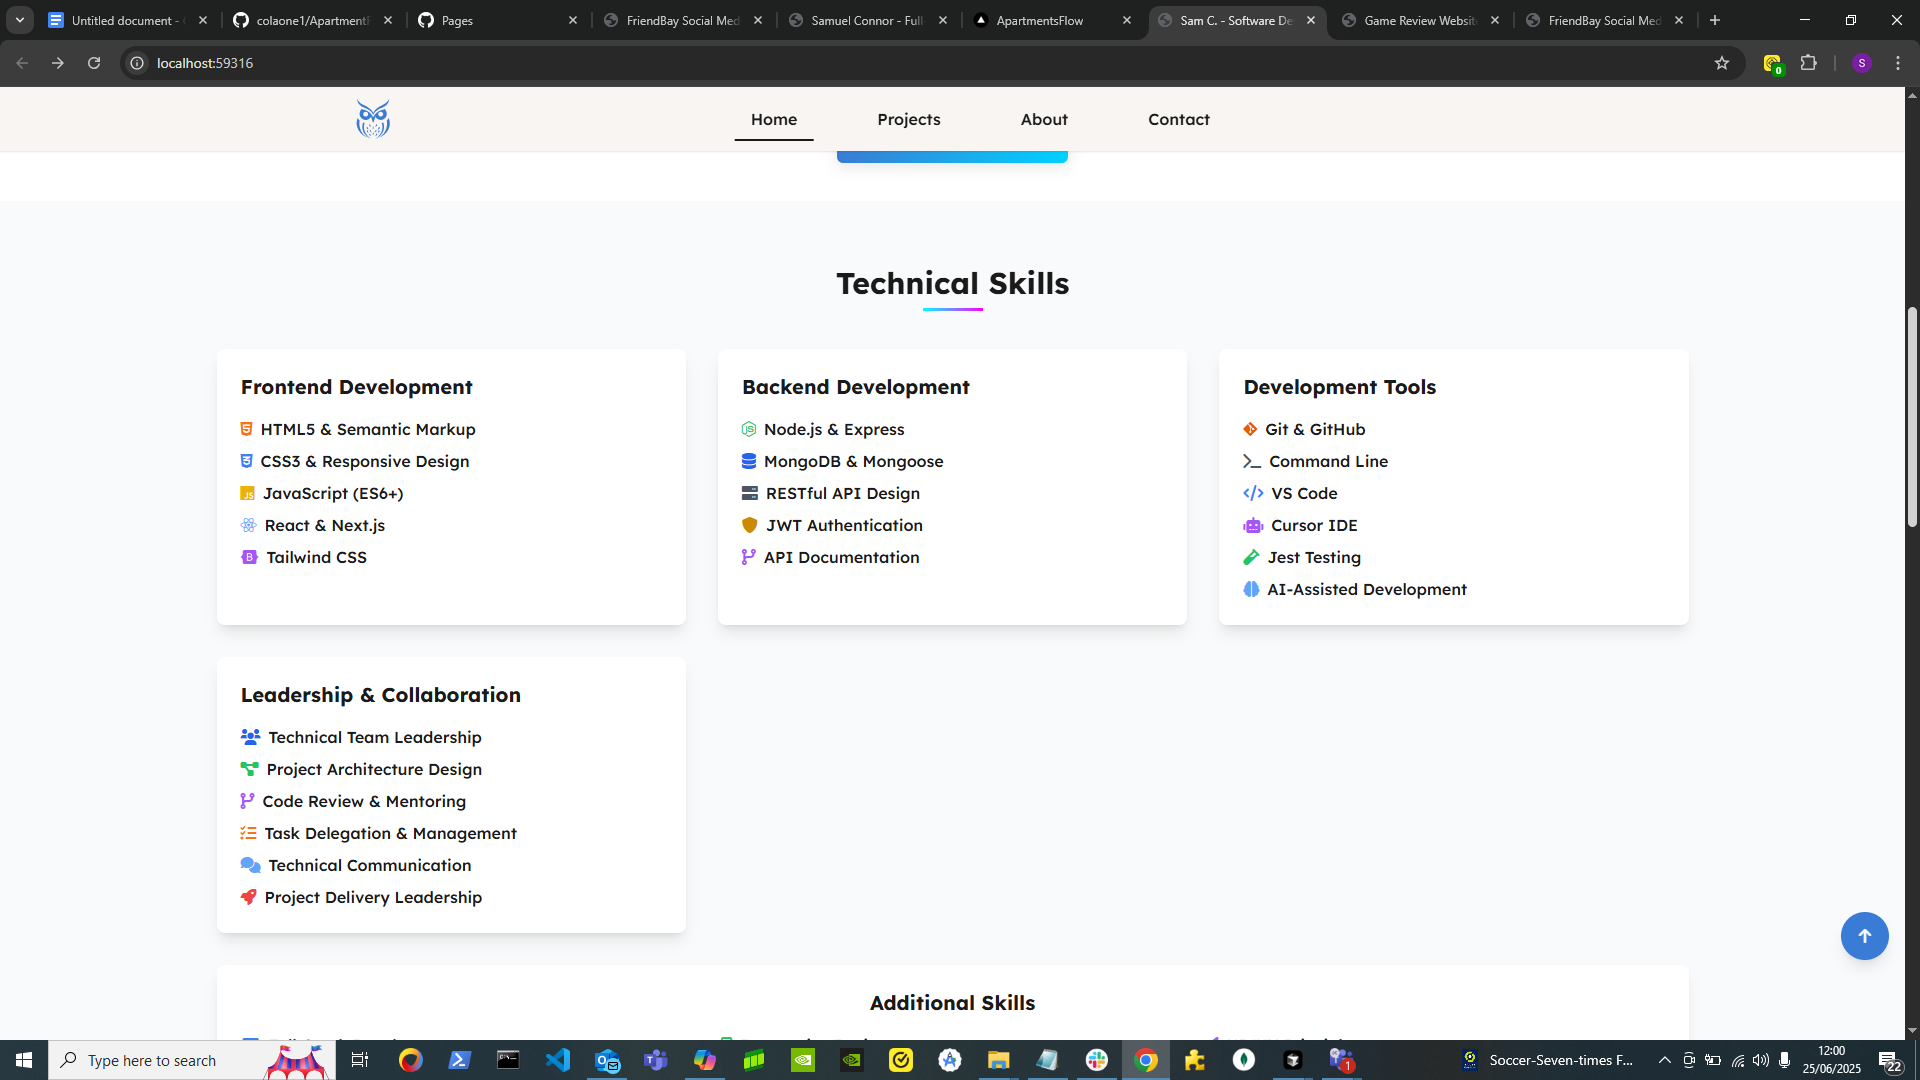 Untitled document -
colaone1/Apartment
Pages
FriendBay Social Med
Samuel Connor - Full
ApartmentsFlow
Sam C. - Software De
Game Review Website
FriendBay Social Med
localhost:59316
0
S
Home
Projects
About
Contact
Technical Skills
Frontend Development
HTML5 & Semantic Markup
CSS3 & Responsive Design
JavaScript (ES6+)
React & Next.js
Tailwind CSS
Backend Development
Node.js & Express
MongoDB & Mongoose
RESTful API Design
JWT Authentication
API Documentation
Development Tools
Git & GitHub
Command Line
VS Code
Cursor IDE
Jest Testing
AI-Assisted Development
Leadership & Collaboration
Technical Team Leadership
Project Architecture Design
Code Review & Mentoring
Task Delegation & Management
Technical Communication
Project Delivery Leadership
Additional Skills
Type here to search
1
Soccer-Seven-times F...
12:00
25/06/2025
22